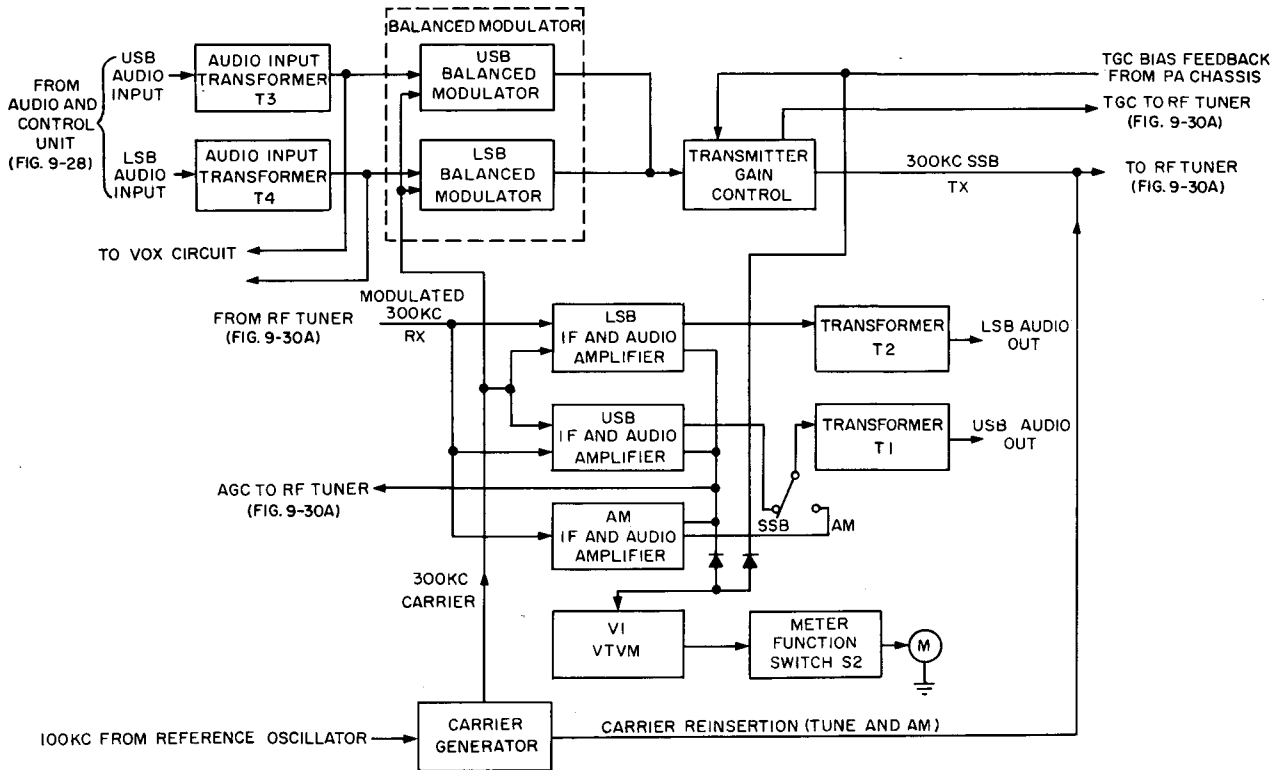 BALANCED MODULATOR
FROM
AUDIO AND
CONTROL
UNIT
(FIG. 9-28)
USB
AUDIO
INPUT
AUDIO INPUT
TRANSFORMER
T3
USB
BALANCED
MODULATOR
TGC BIAS FEEDBACK
FROM PA CHASSIS
TGC TO RF TUNER
(FIG. 9-30A)
LSB
AUDIO
INPUT
AUDIO INPUT
TRANSFORMER
T4
LSB
BALANCED
MODULATOR
TRANSMITTER
GAIN
CONTROL
300KC SSB
TX
TO RF TUNER
(FIG. 9-30A)
TO VOX CIRCUIT
FROM RF TUNER
(FIG. 9-30A)
MODULATED
300KC
RX
LSB
IF AND AUDIO
AMPLIFIER
TRANSFORMER
T2
LSB AUDIO
OUT
USB
IF AND AUDIO
AMPLIFIER
TRANSFORMER
T1
USB AUDIO
OUT
AGC TO RF TUNER
(FIG. 9-30A)
AM
IF AND AUDIO
AMPLIFIER
SSB
AM
300KC
CARRIER
V1
VTVM
METER
FUNCTION
SWITCH S2
M
100KC FROM REFERENCE OSCILLATOR
CARRIER
GENERATOR
CARRIER REINSERTION (TUNE AND AM)